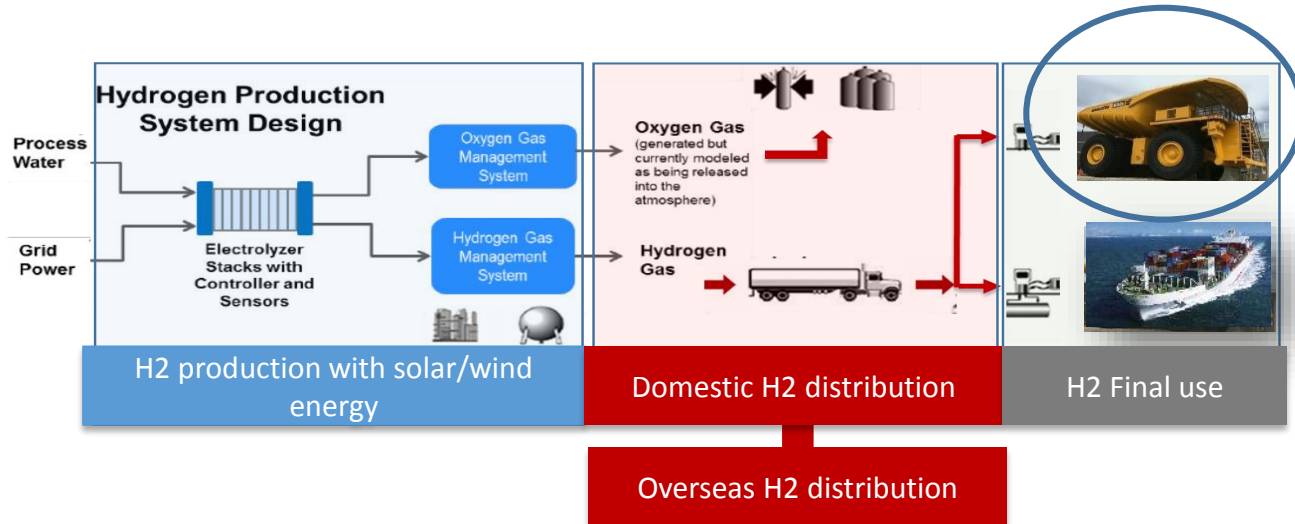 Hydrogen Production
System Design
Process
Water
Grid
Power
Electrolyzer
Stacks with
Controller and
Sensors
Oxygen Gas
Management
System
Hydrogen Gas
Management
System
Oxygen Gas
(generated but
currently modeled
as being released
into the
atmosphere)
Hydrogen
Gas
H2 production with solar/wind
energy
Domestic H2 distribution
H2 Final use
Overseas H2 distribution